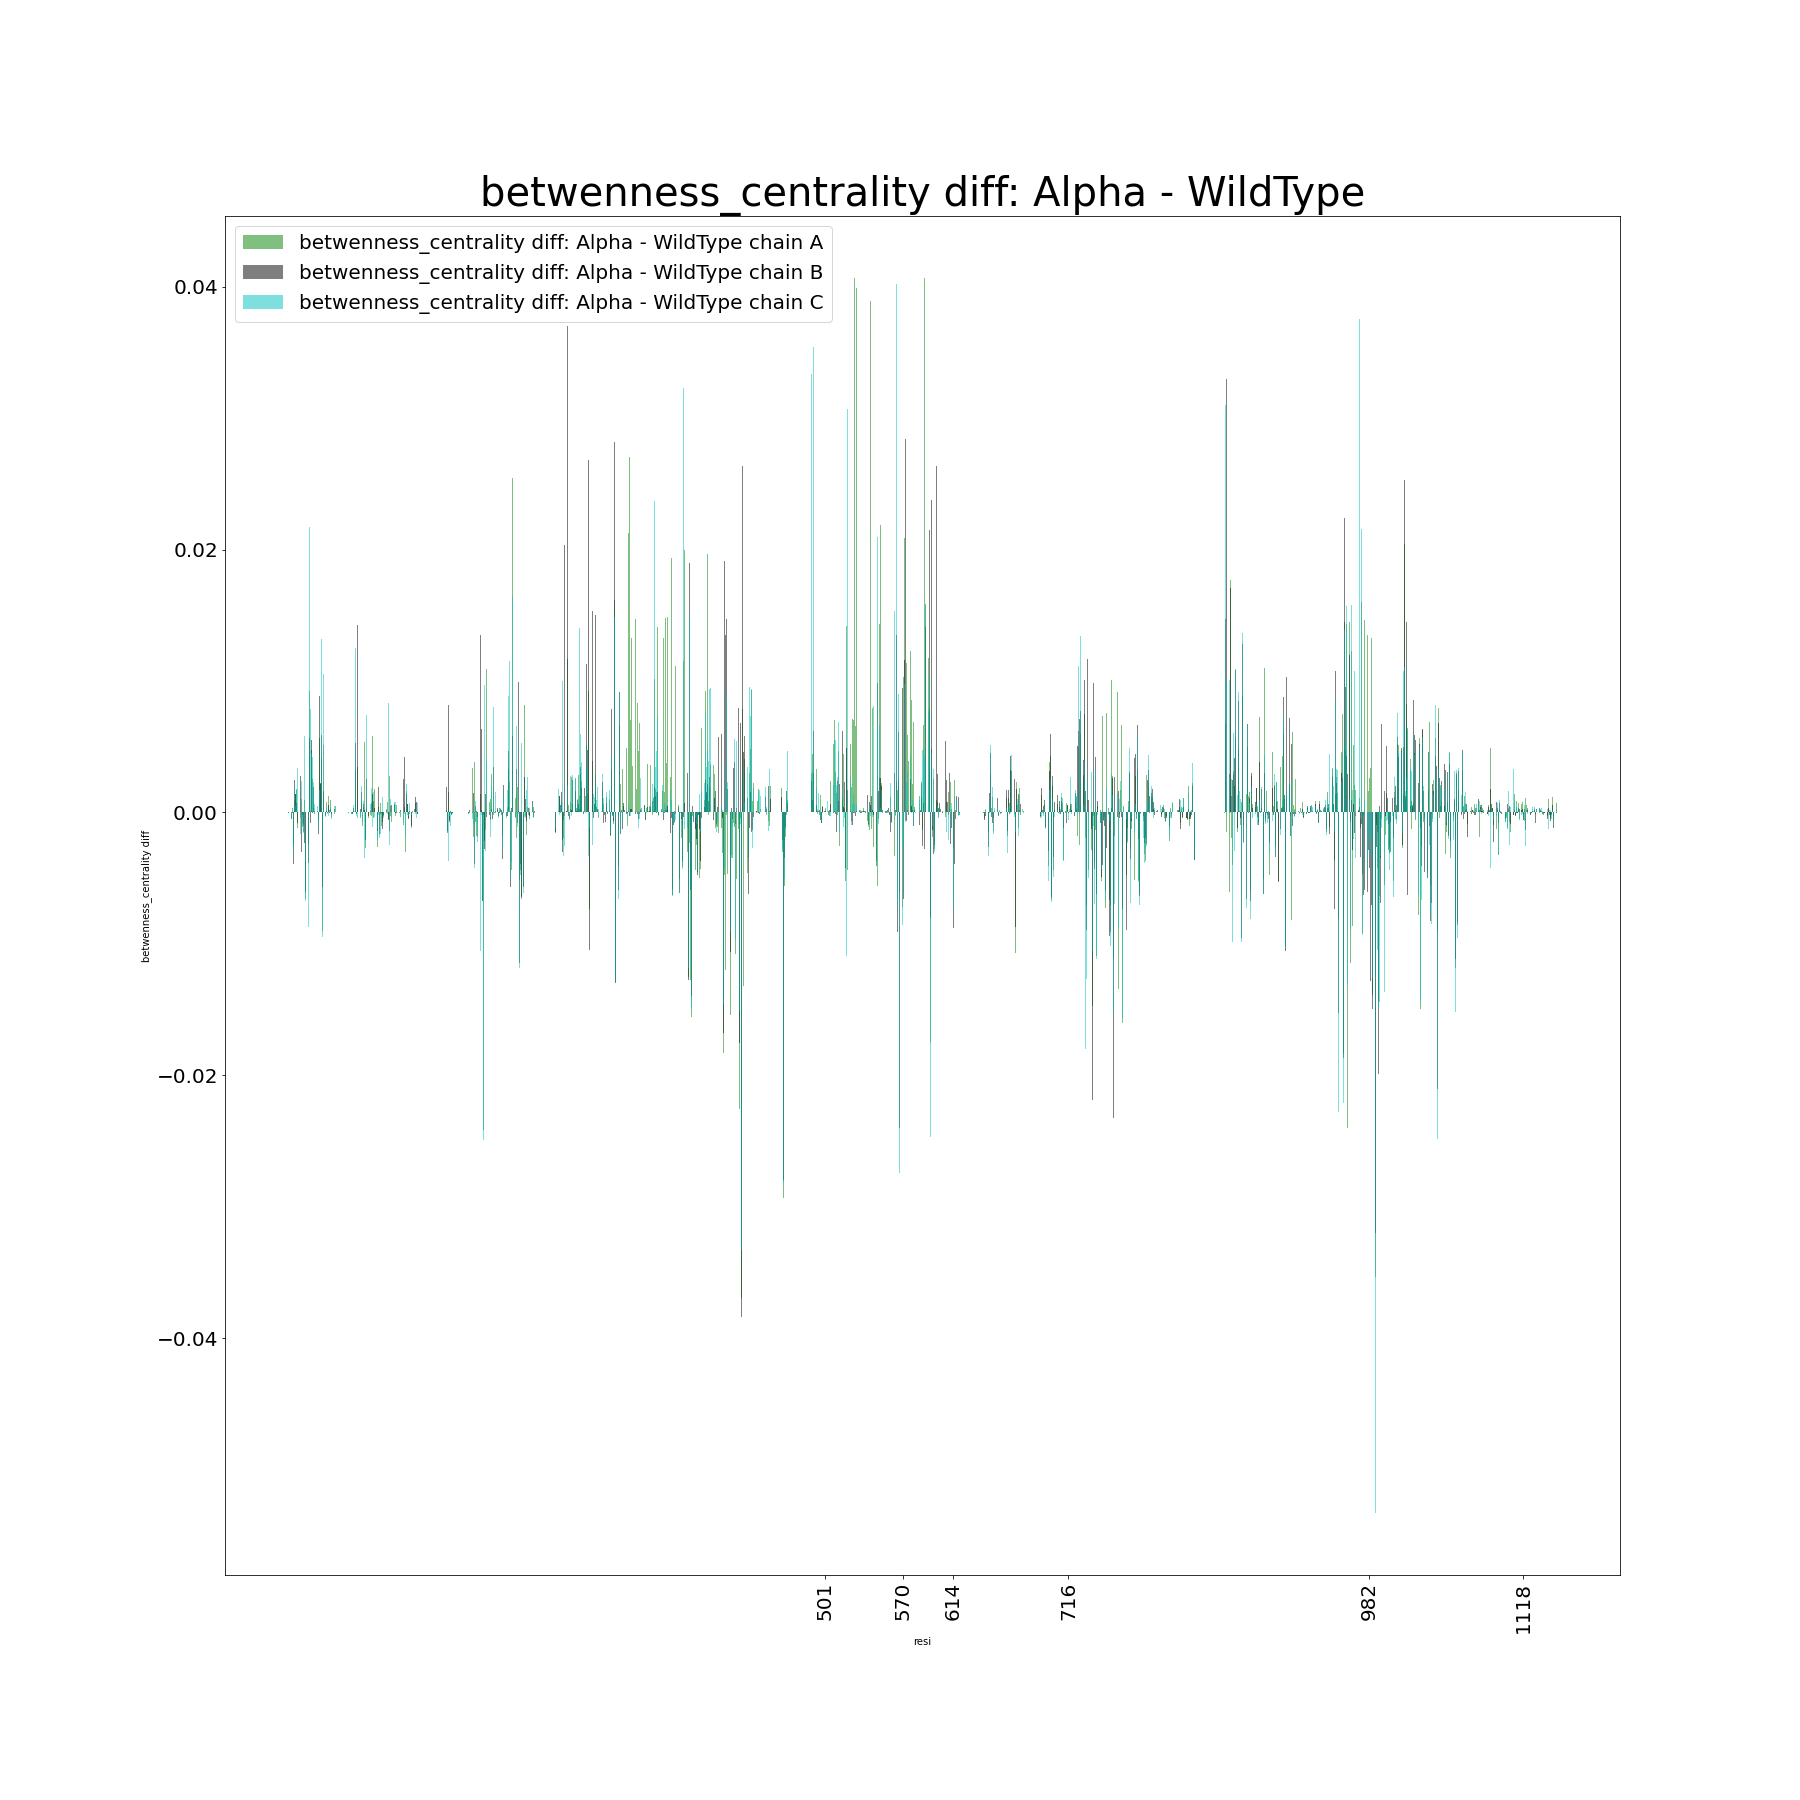 betwenness_centrality diff: Alpha - WildType
betwenness_centrality diff: Alpha - WildType chain A
betwenness_centrality diff: Alpha - WildType chain B
betwenness_centrality diff: Alpha - WildType chain C
0.04
0.02
0.00
−0.02
−0.04
betwenness_centrality diff
501
570
614
716
982
1118
resi